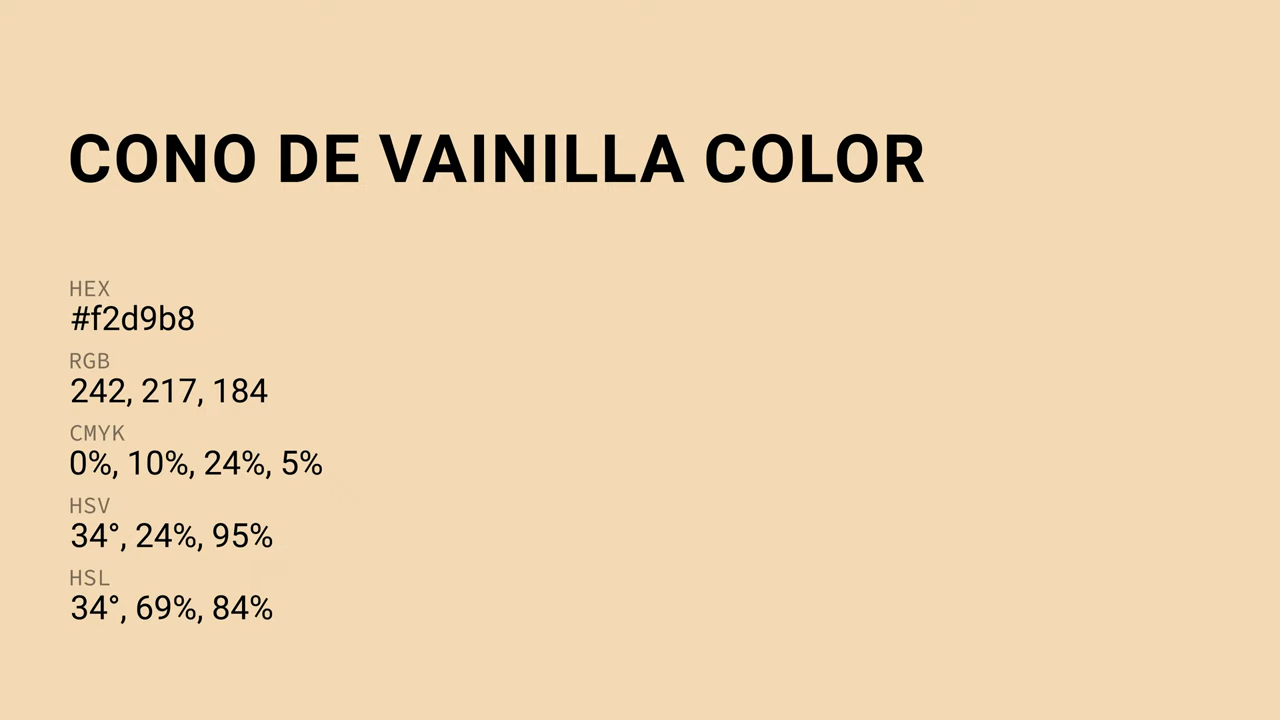 CONO DE VAINILLA COLOR
HEX
#f2d9b8
RGB
242, 217, 184
CMYK
0%, 10%, 24%, 5%
HSV
34°, 24%, 95%
HSL
34°, 69%, 84%